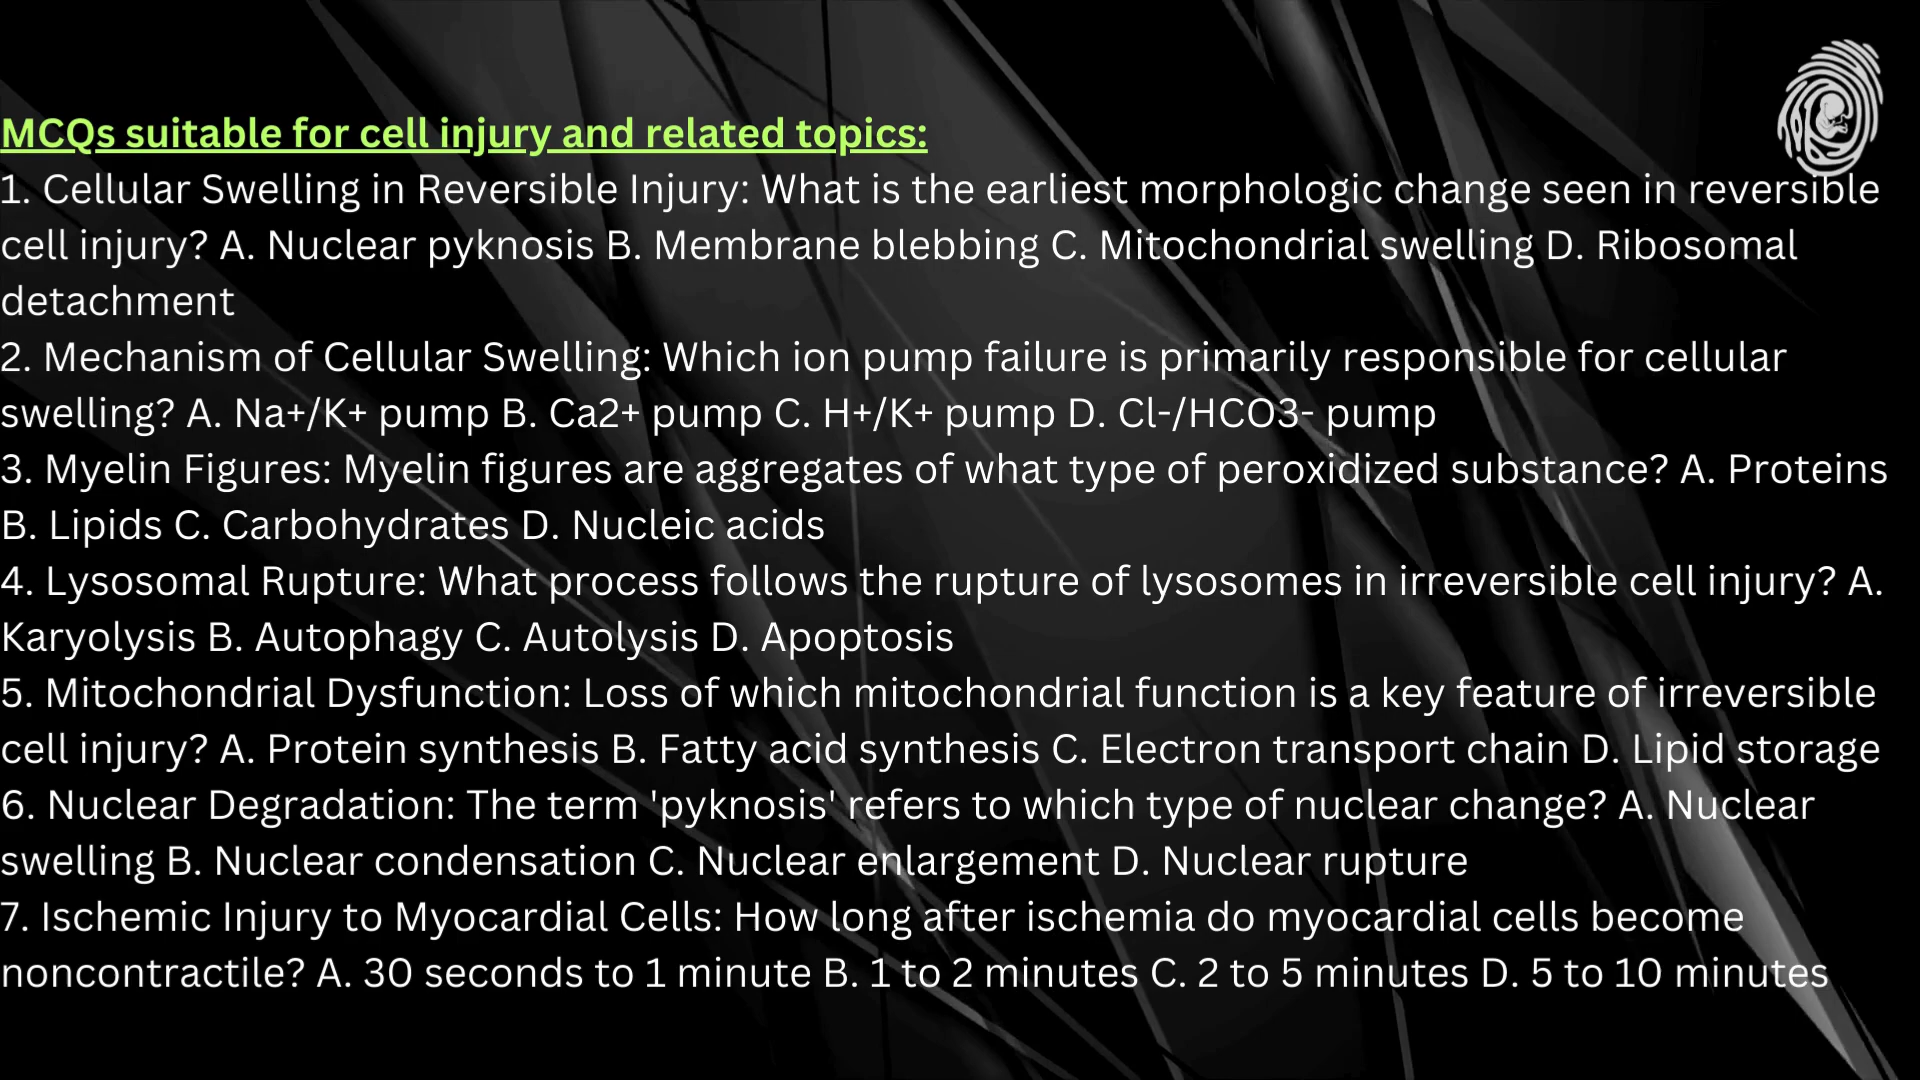 MCQs suitable for cell injury and related topics:
1. Cellular Swelling in Reversible Injury: What is the earliest morphologic change seen in reversible
cell injury? A. Nuclear pyknosis B. Membrane blebbing C. Mitochondrial swelling D. Ribosomal
detachment
2. Mechanism of Cellular Swelling: Which ion pump failure is primarily responsible for cellular
swelling? A. Na+/K+ pump B. Ca2+ pump C. H+/K+ pump D. Cl-/HCO3- pump
3. Myelin Figures: Myelin figures are aggregates of what type of peroxidized substance? A. Proteins
B. Lipids C. Carbohydrates D. Nucleic acids
4. Lysosomal Rupture: What process follows the rupture of lysosomes in irreversible cell injury? A.
Karyolysis B. Autophagy C. Autolysis D. Apoptosis
5. Mitochondrial Dysfunction: Loss of which mitochondrial function is a key feature of irreversible
cell injury? A. Protein synthesis B. Fatty acid synthesis C. Electron transport chain D. Lipid storage
6. Nuclear Degradation: The term 'pyknosis' refers to which type of nuclear change? A. Nuclear
swelling B. Nuclear condensation C. Nuclear enlargement D. Nuclear rupture
7. Ischemic Injury to Myocardial Cells: How long after ischemia do myocardial cells become
noncontractile? A. 30 seconds to 1 minute B. 1 to 2 minutes C. 2 to 5 minutes D. 5 to 10 minutes